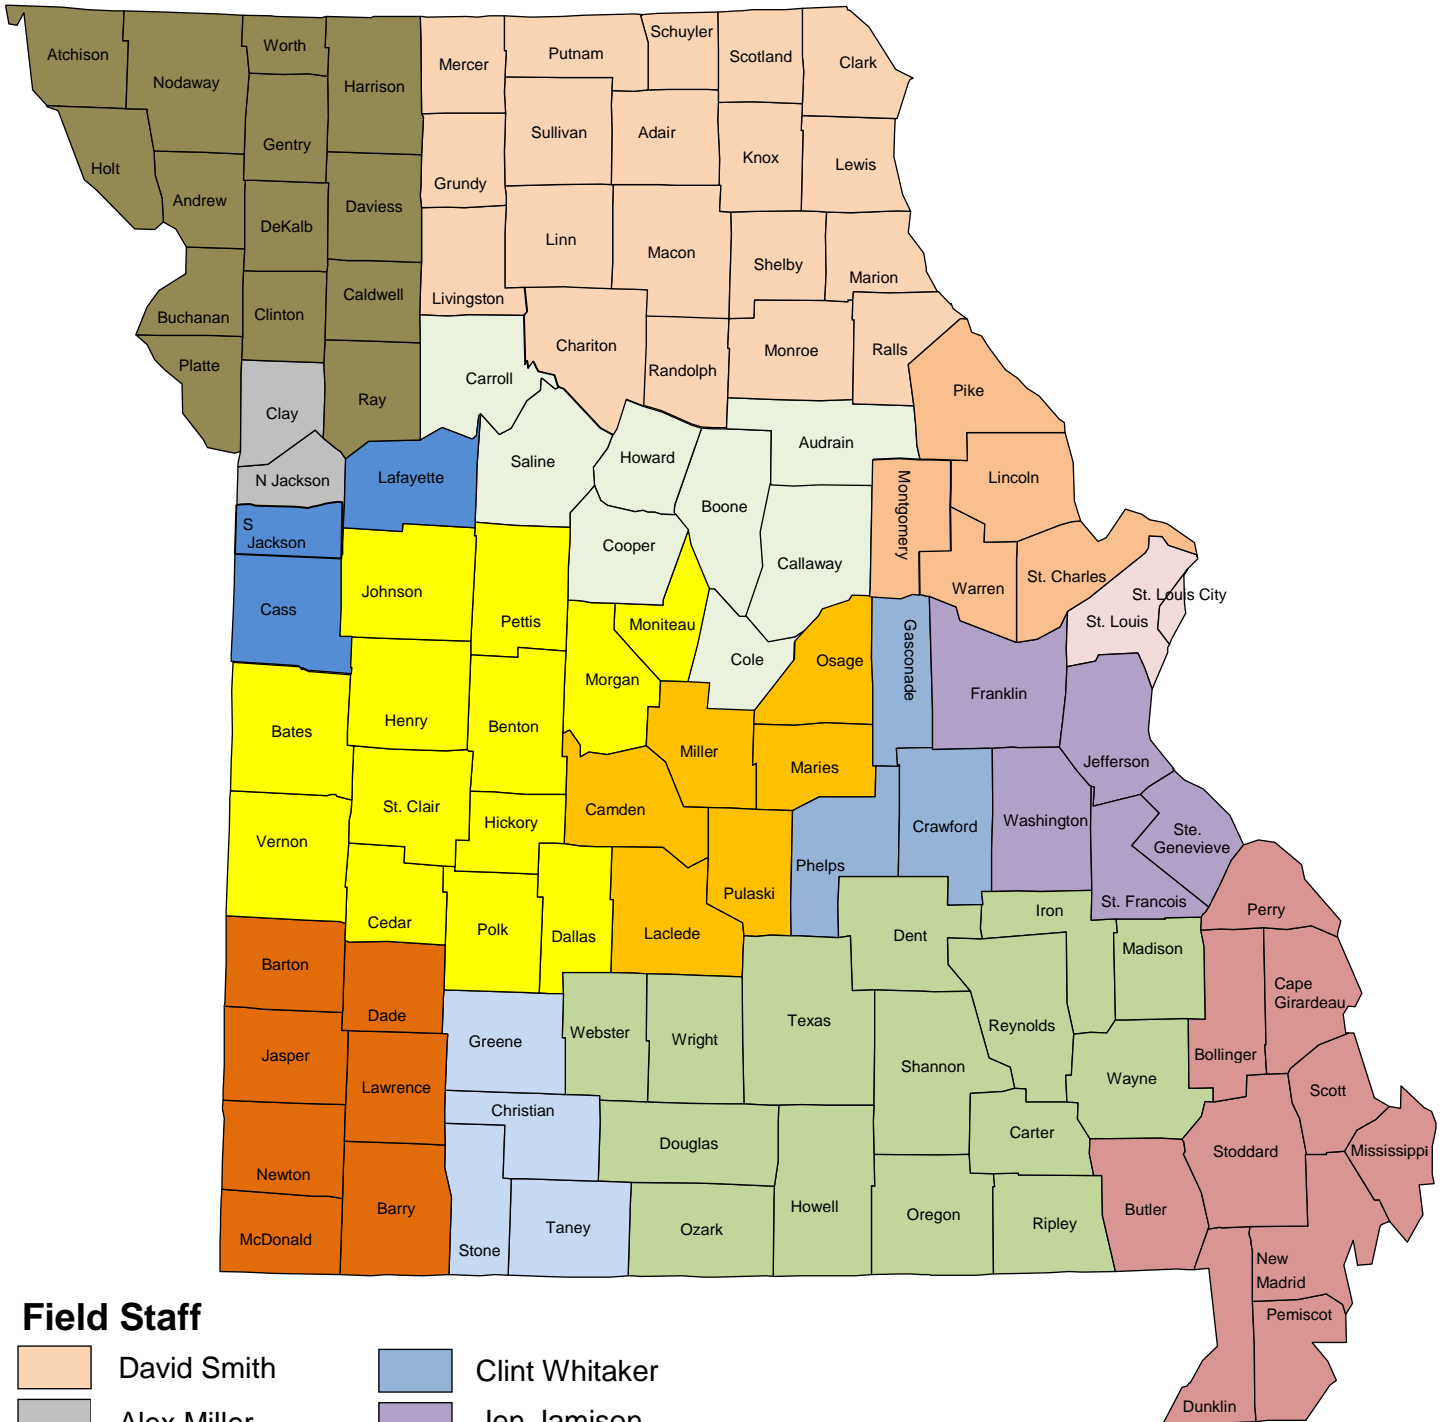 Atchison
Nodaway
Worth
Harrison
Mercer
Putnam
Schuyler
Scotland
Clark
Holt
Andrew
Gentry
DeKalb
Daviess
Grundy
Sullivan
Adair
Knox
Lewis
Buchanan
Clinton
Caldwell
Livingston
Linn
Macon
Shelby
Marion
Platte
Clay
Ray
Carroll
Chariton
Randolph
Monroe
Ralls
Pike
N Jackson
Lafayette
Saline
Howard
Boone
Audrain
Montgomery
Lincoln
S
Jackson
Cass
Johnson
Pettis
Cooper
Moniteau
Callaway
Warren
St. Charles
St. Louis City
St. Louis
Bates
Henry
Benton
Morgan
Cole
Osage
Gasconade
Franklin
Jefferson
Vernon
St. Clair
Hickory
Camden
Miller
Maries
Phelps
Crawford
Washington
Ste.
Genevieve
St. Francois
Perry
Cedar
Polk
Dallas
Laclede
Pulaski
Dent
Iron
Madison
Barton
Dade
Cape
Girardeau
Jasper
Lawrence
Greene
Webster
Wright
Texas
Shannon
Reynolds
Wayne
Bollinger
Scott
Christian
Douglas
Carter
Stoddard
Mississippi
Newton
McDonald
Barry
Stone
Taney
Ozark
Howell
Oregon
Ripley
Butler
New
Madrid
Pemiscot
Dunklin
Field Staff
David Smith
Clint Whitaker
Alex Miller
Jen Jamison